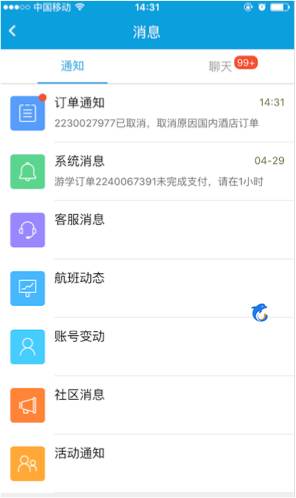 中国移动
14:31
消息
通知
聊天
99+
订单通知
14:31
2230027977已取消，取消原因国内酒店订单
系统消息
04-29
游学订单2240067391未完成支付，请在1小时
客服消息
航班动态
账号变动
社区消息
活动通知